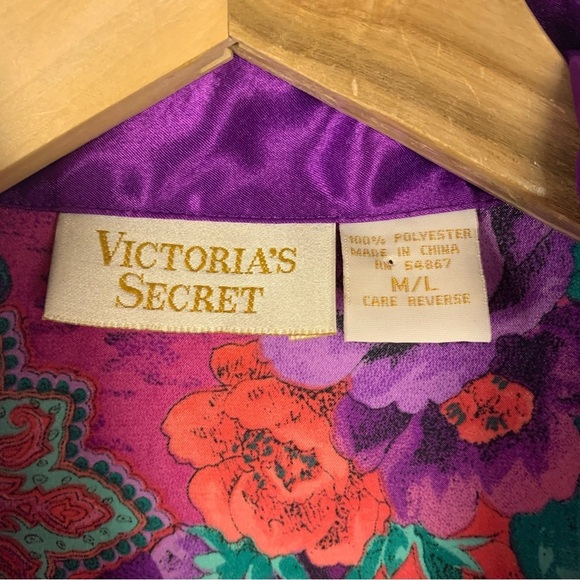 VICTORIA'S
SECRET
100% POLYESTER
MADE IN CHINA
RN 54867
M/L
CARE REVERSE